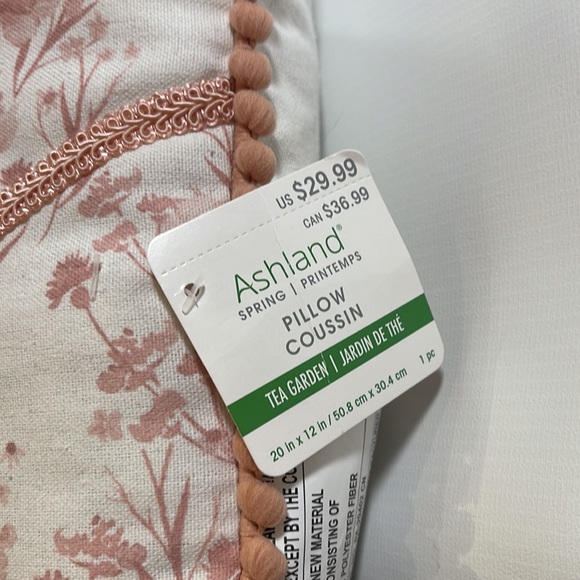 US $29.99
CAN $36.99
Ashland®
SPRING | PRINTEMPS
PILLOW
COUSSIN
TEA GARDEN | JARDIN DE THÉ
20 in x 12 in / 50.8 cm x 30.4 cm 1 pc
EXCEPT BY THE
NEW MATERIAL
ONSISTING OF
POLYESTER FIBER